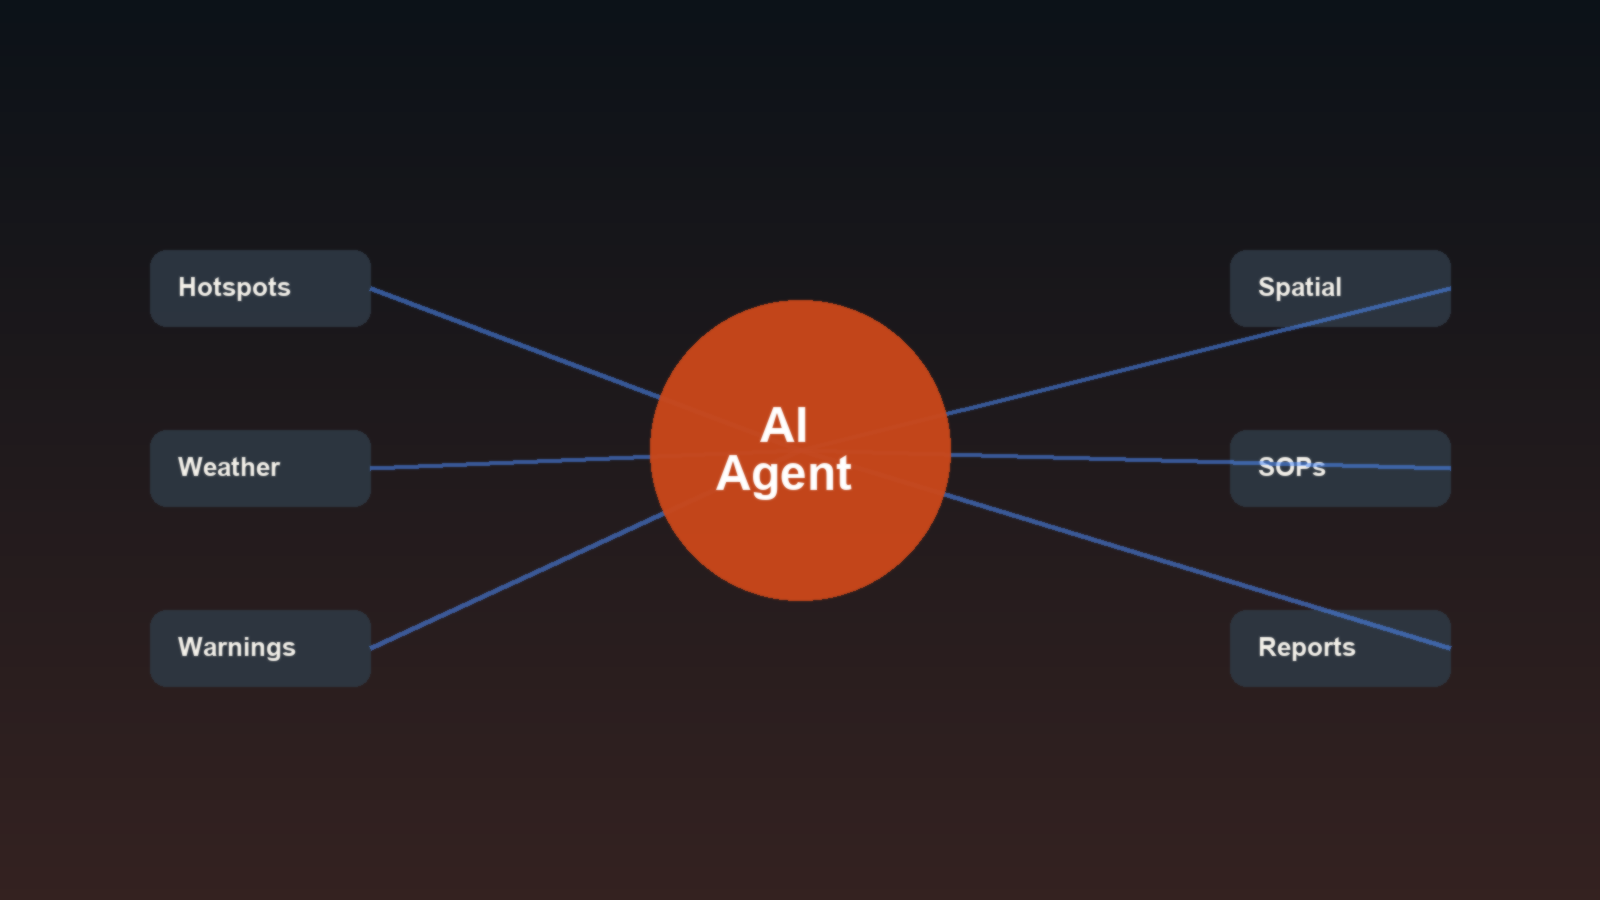 Hotspots
Weather
Warnings
AI
Agent
Spatial
SOPs
Reports